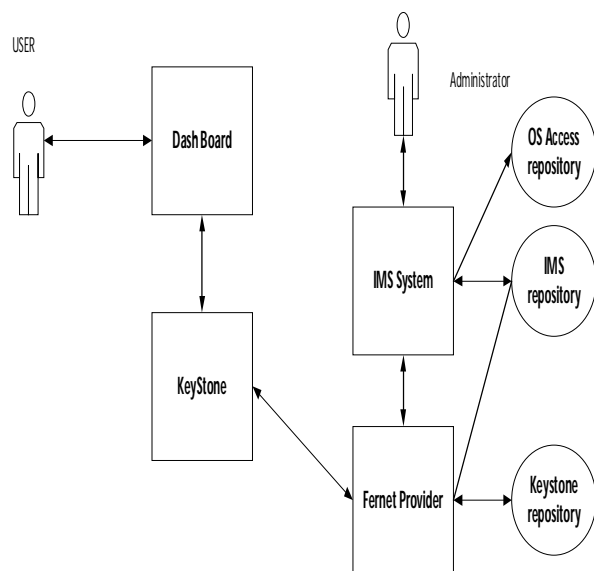 USER
Administrator
Dash Board
OS Access
repository
IMS System
IMS
repository
KeyStone
Fernet Provider
Keystone
repository